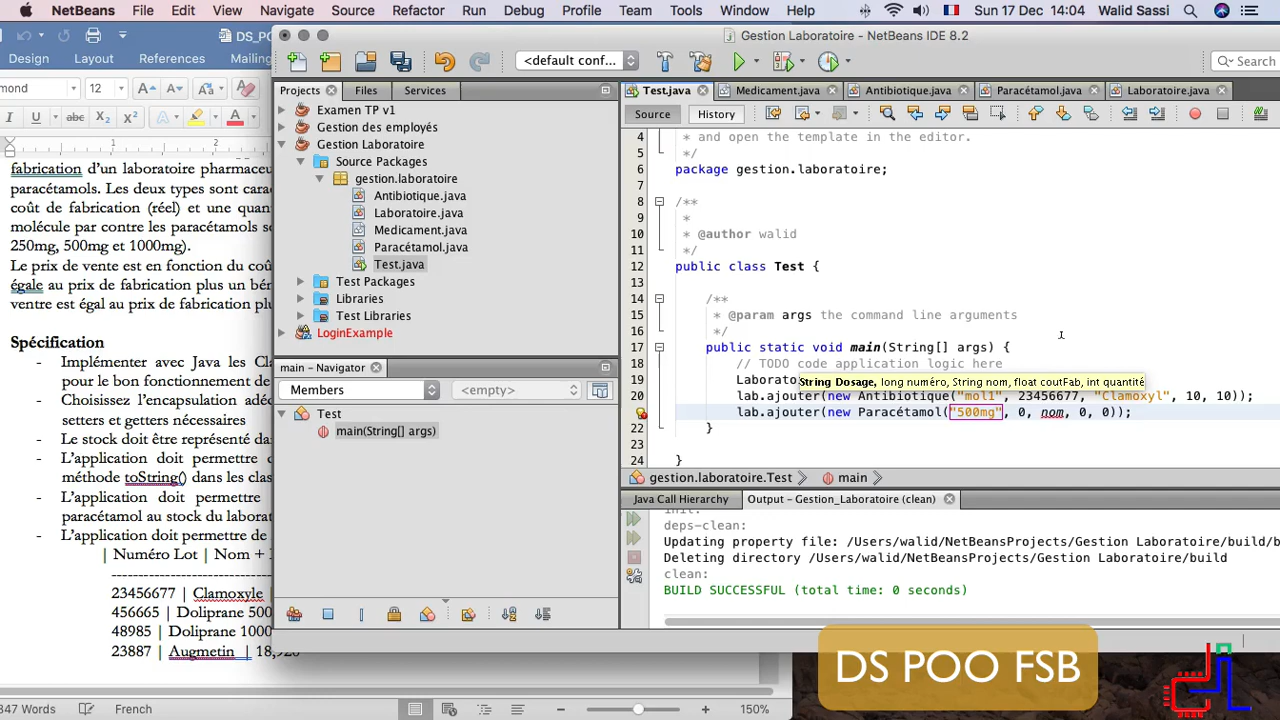 NetBeans File Edit View Navigate Source Refactor Run Debug Profile Team Tools Window Help Sun 17 Dec 14:04 Walid Sassi
DS_PO
Gestion Laboratoire - NetBeans IDE 8.2
Design Layout References Mailin
<default conf... Search
mond 12
Projects Files Services
Test.java Medicament.java Antibiotique.java Paracétamol.java Laboratoire.java
Source History
Examen TP v1
Gestion des employés
Gestion Laboratoire
Source Packages
gestion.laboratoire
Antibiotique.java
Laboratoire.java
Medicament.java
Paracétamol.java
Test.java
Test Packages
Libraries
Test Libraries
LoginExample
main - Navigator
Members <empty>
Test
main(String[] args)
fabrication d'un laboratoire pharmaceu
paracétamols. Les deux types sont cara
coût de fabrication (réel) et une quan
molécule par contre les paracétamols s
250mg, 500mg et 1000mg).
Le prix de vente est en fonction du coû
égale au prix de fabrication plus un bén
ventre est égal au prix de fabrication plu
Spécification
- Implémenter avec Java les Cla
pour le bon fonctionnement de
- Choisissez l'encapsulation adéc
setters et getters nécessaires
- Le stock doit être représenté da
- L'application doit permettre d
méthode toString() dans les clas
- L'application doit permettre
paracétamol au stock du laborat
- L'application doit permettre de
| Numéro Lot | Nom +
23456677 | Clamoxyle
456665 | Doliprane 500
48985 | Doliprane 1000
23887 | Augmetin | 18,920
4 * and open the template in the editor.
5 */
6 package gestion.laboratoire;
7
8 /**
9 *
10 * @author walid
11 */
12 public class Test {
13
14 /**
15 * @param args the command line arguments
16 */
17 public static void main(String[] args) {
18 // TODO code application logic here
19 Laborato
String Dosage, long numéro, String nom, float coutFab, int quantité
20 lab.ajouter(new Antibiotique("mol1", 23456677, "Clamoxyl", 10, 10));
lab.ajouter(new Paracétamol("500mg", 0, nom, 0, 0));
22 }
24 }
gestion.laboratoire.Test main
Java Call Hierarchy Output - Gestion_Laboratoire (clean)
init:
deps-clean:
Updating property file: /Users/walid/NetBeansProjects/Gestion Laboratoire/build/b
Deleting directory /Users/walid/NetBeansProjects/Gestion Laboratoire/build
clean:
BUILD SUCCESSFUL (total time: 0 seconds)
DS POO FSB
347 Words French 150%